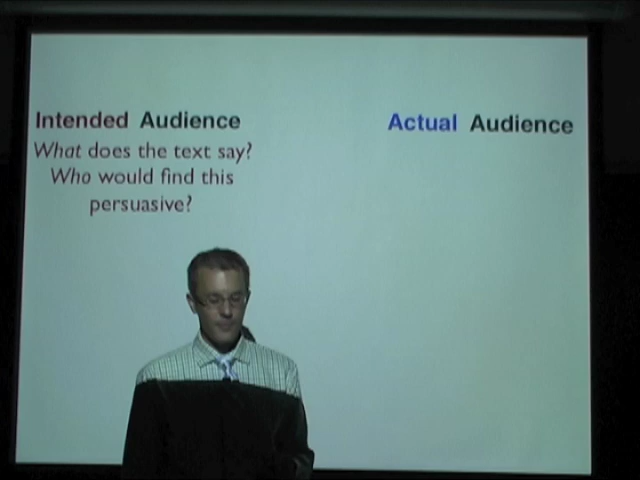 Intended Audience
What does the text say?
Who would find this
persuasive?
Actual Audience